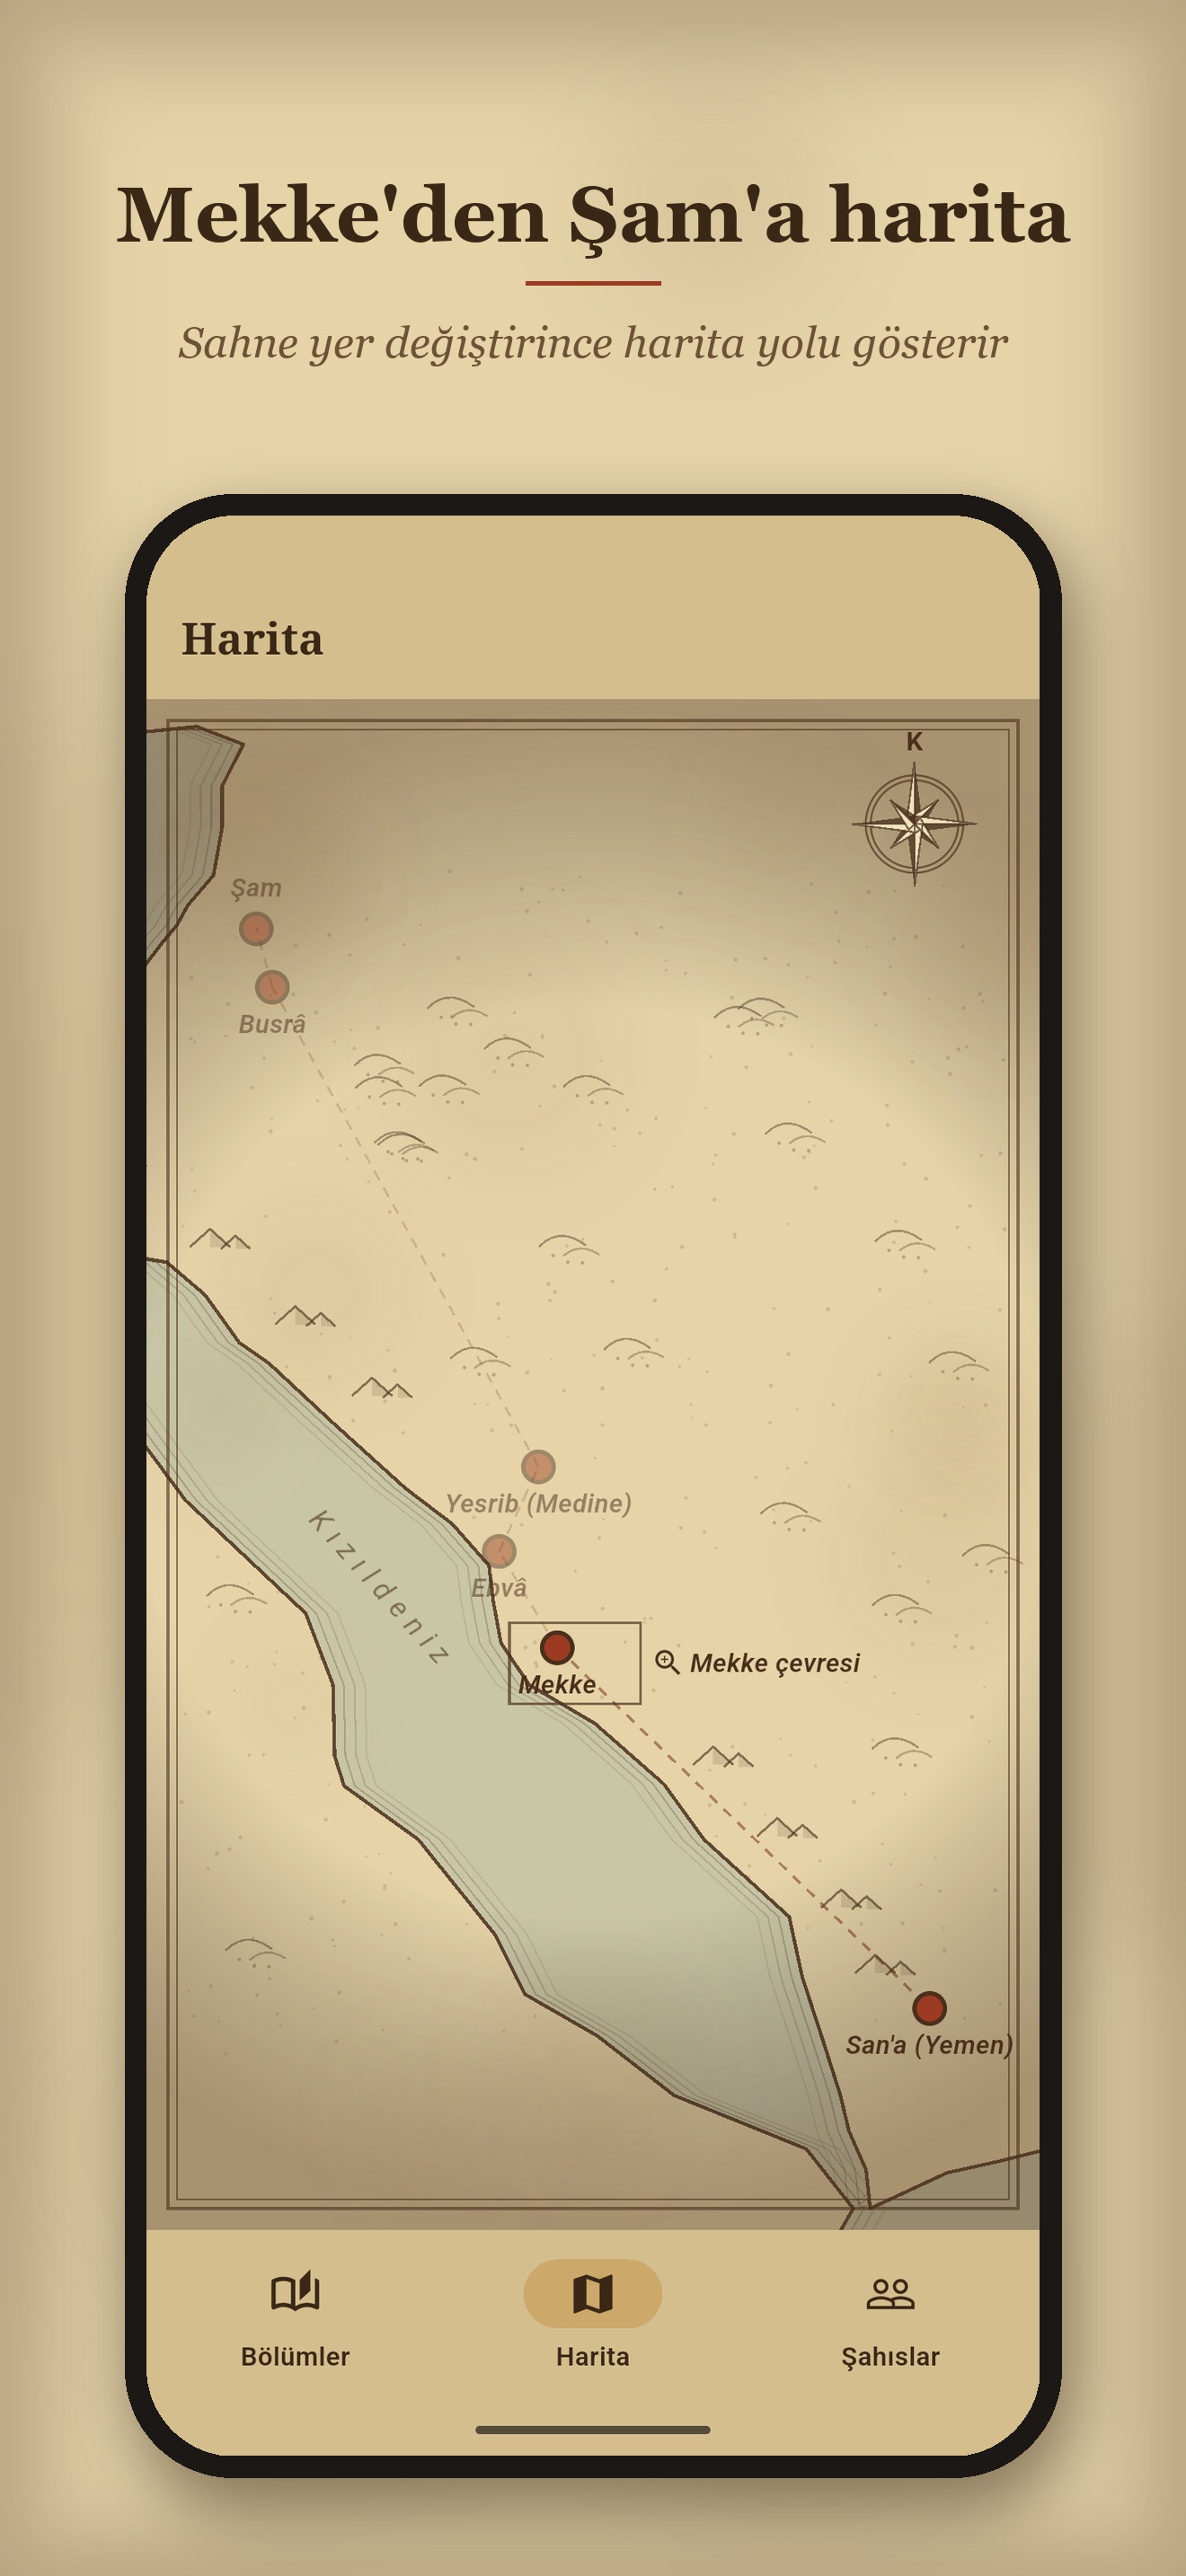 Mekke'den Şam'a harita
Sahne yer değiştirince harita yolu gösterir
Harita
K
Şam
Busrâ
Yesrib (Medine)
Kızıldeniz
Ebvâ
Mekke çevresi
Mekke
San'a (Yemen)
Bölümler
Harita
Şahıslar